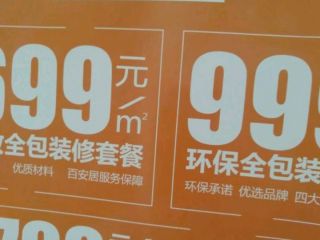 699元/m²
全包装修套餐
优质材料 百安居服务保障
999
环保全包装
环保承诺 优选品牌 四大